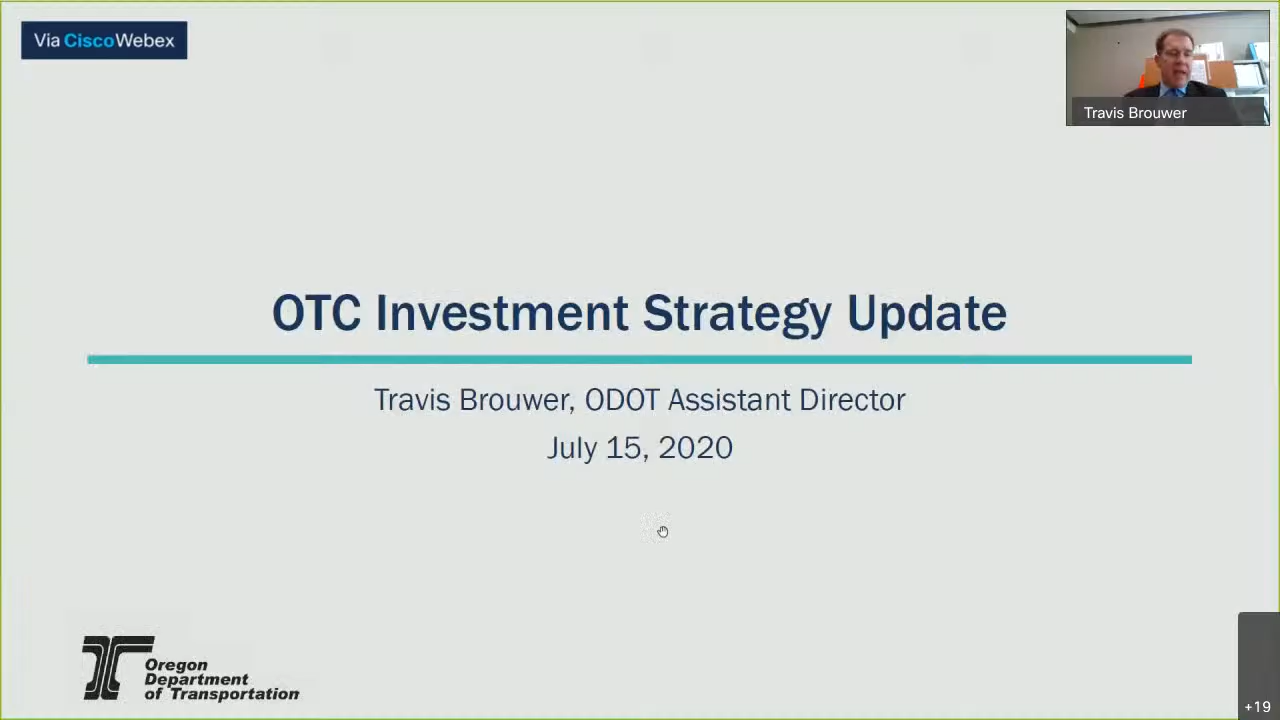 Via CiscoWebex
Travis Brouwer
OTC Investment Strategy Update
Travis Brouwer, ODOT Assistant Director
July 15, 2020
Oregon
Department
of Transportation
+19